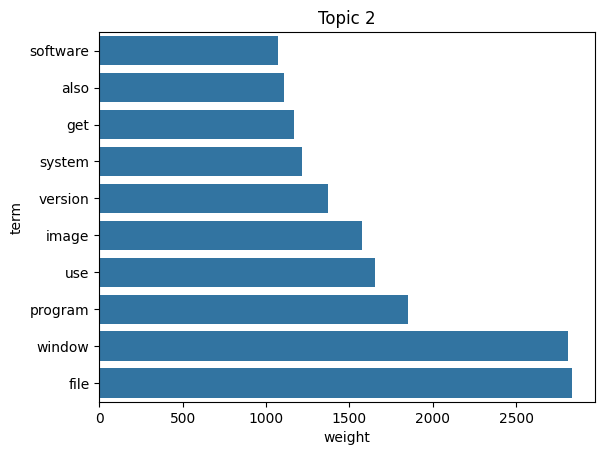 Topic 2
software
also
get
system
version
image
use
program
window
file
term
0 500 1000 1500 2000 2500
weight